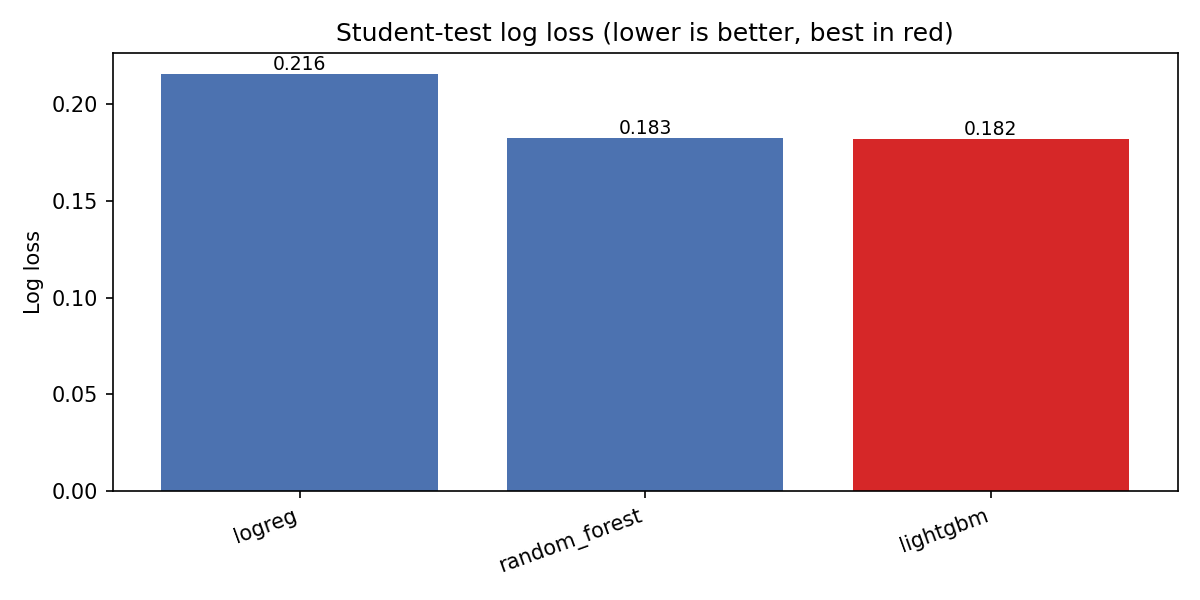 Student-test log loss (lower is better, best in red)
Log loss
0.20
0.15
0.10
0.05
0.00
0.216
0.183
0.182
logreg
random_forest
lightgbm